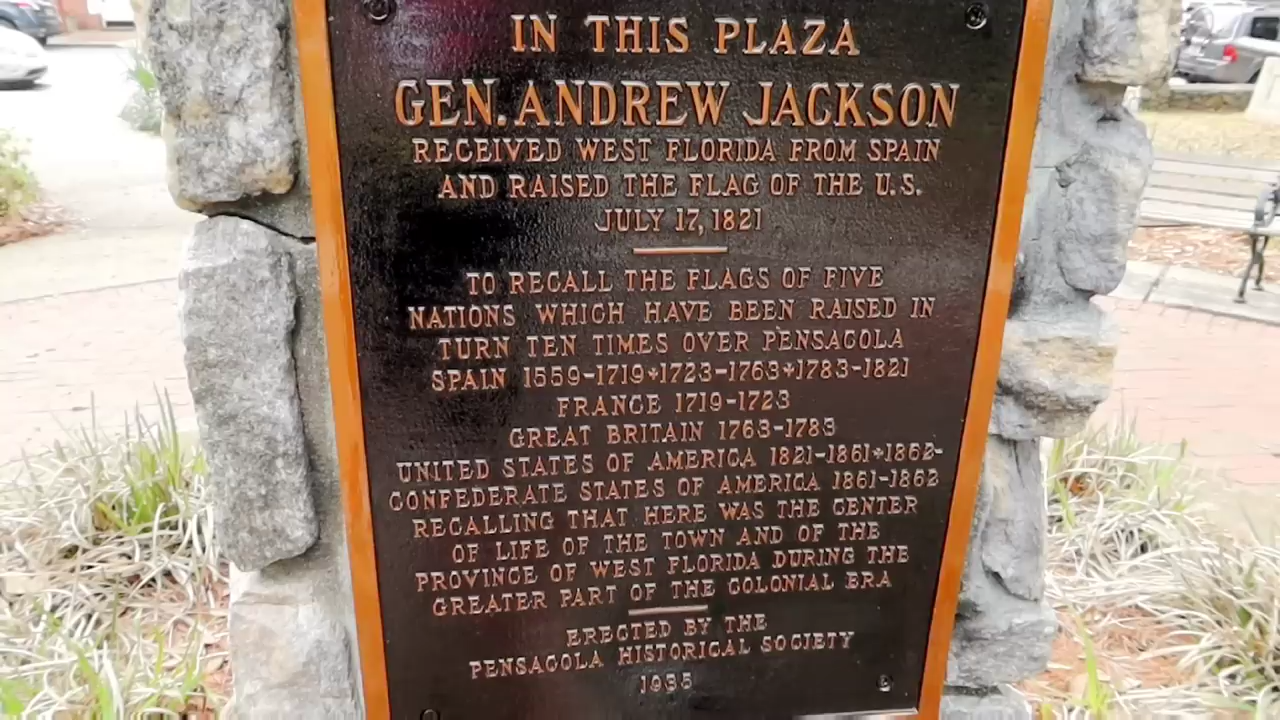 IN THIS PLAZA
GEN. ANDREW JACKSON
RECEIVED WEST FLORIDA FROM SPAIN
AND RAISED THE FLAG OF THE U.S.
JULY 17, 1821
TO RECALL THE FLAGS OF FIVE
NATIONS WHICH HAVE BEEN RAISED IN
TURN TEN TIMES OVER PENSACOLA
SPAIN 1559-1719+1723-1763+1783-1821
FRANCE 1719-1723
GREAT BRITAIN 1763-1783
UNITED STATES OF AMERICA 1821-1861+1862-
CONFEDERATE STATES OF AMERICA 1861-1862
RECALLING THAT HERE WAS THE CENTER
OF LIFE OF THE TOWN AND OF THE
PROVINCE OF WEST FLORIDA DURING THE
GREATER PART OF THE COLONIAL ERA
ERECTED BY THE
PENSACOLA HISTORICAL SOCIETY
1935